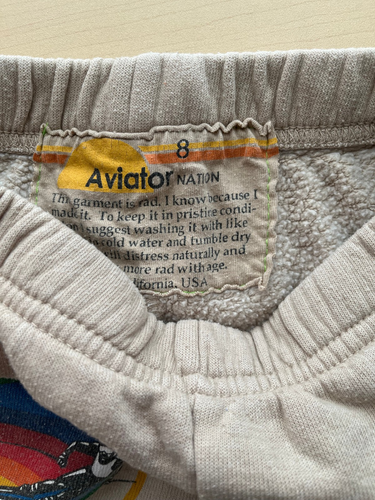 8
Aviator NATION
This garment is rad. I know because I
made it. To keep it in pristice condi-
suggest washing it with like
cold water and tumble dry
distress naturally and
more rad with age.
California, USA